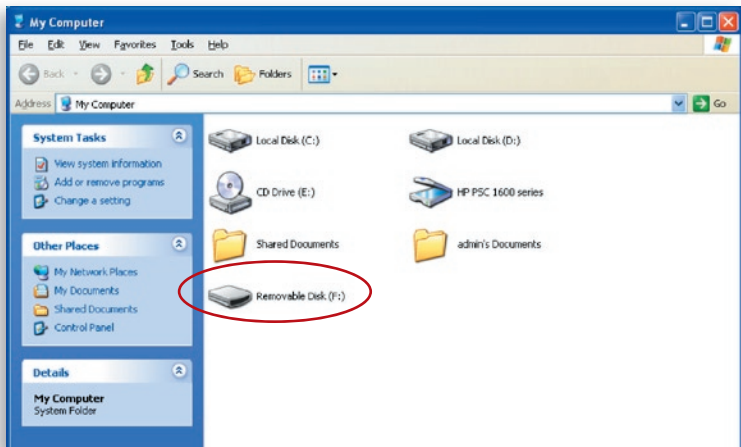 My Computer
File Edit View Favorites Tools Help
Back Search Folders
Address My Computer Go
System Tasks
View system information
Add or remove programs
Change a setting
Other Places
My Network Places
My Documents
Shared Documents
Control Panel
Details
My Computer
System Folder
Local Disk (C:) Local Disk (D:)
CD Drive (E:) HP PSC 1600 series
Shared Documents admin's Documents
Removable Disk (F:)